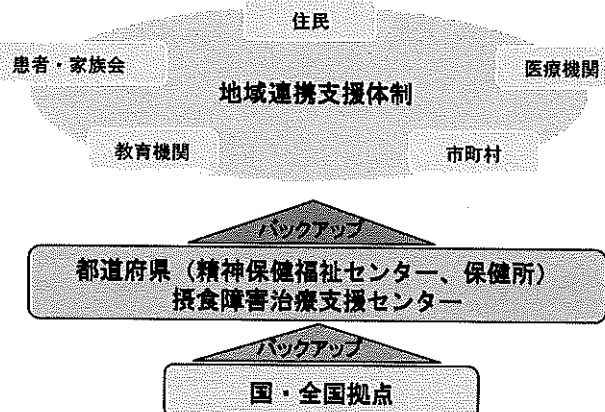 住民
患者・家族会
医療機関
地域連携支援体制
教育機関
市町村
バックアップ
都道府県（精神保健福祉センター、保健所）
摂食障害治療支援センター
バックアップ
国・全国拠点